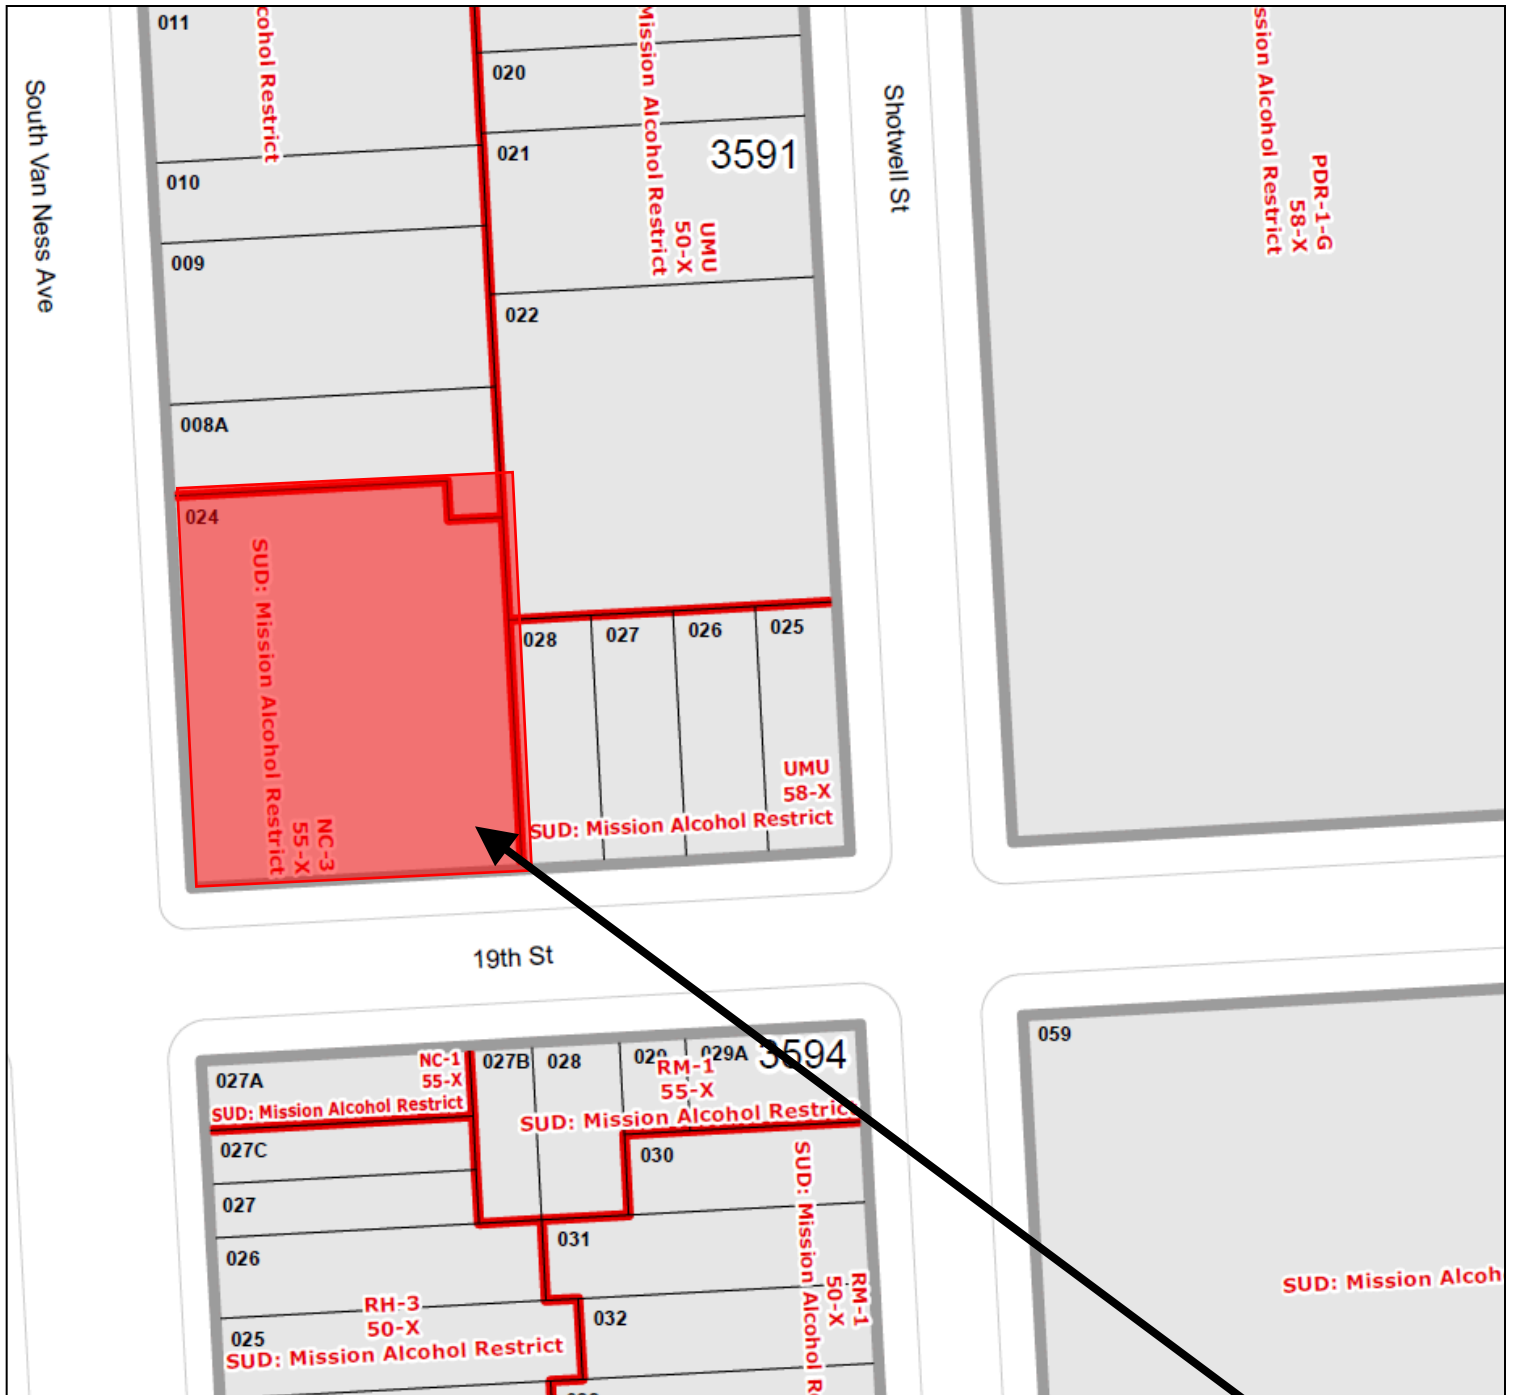 South Van Ness Ave
011
cohol Restrict
010
009
008A
024
SUD: Mission Alcohol Restrict
NC-3
55-X
020
021
3591
Mission Alcohol Restrict
UMU
50-X
022
028
027
026
025
UMU
58-X
SUD: Mission Alcohol Restrict
Shotwell St
ssion Alcohol Restrict
PDR-1-G
58-X
19th St
027A
NC-1
55-X
SUD: Mission Alcohol Restrict
027B
028
029
029A
3594
RM-1
55-X
SUD: Mission Alcohol Restrict
027C
027
026
RH-3
50-X
025
SUD: Mission Alcohol Restrict
030
031
032
SUD: Mission Alcohol R
RM-1
50-X
059
SUD: Mission Alcoh